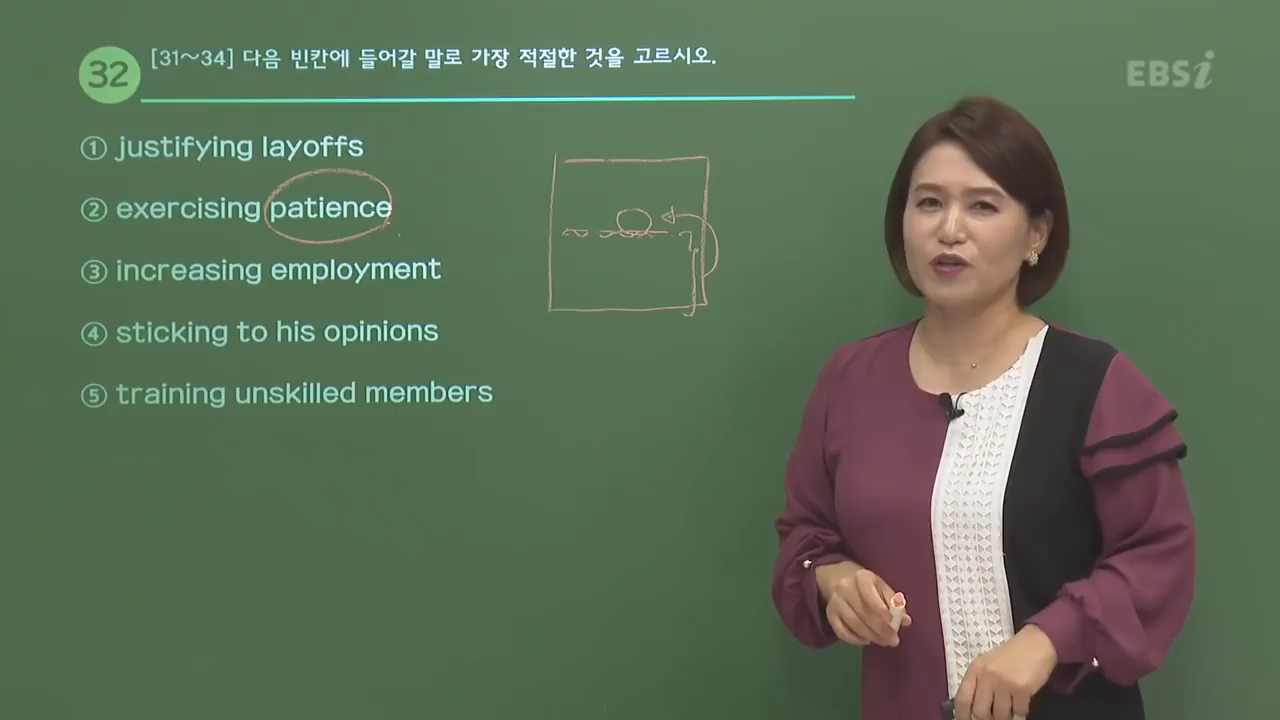 32
[31~34] 다음 빈칸에 들어갈 말로 가장 적절한 것을 고르시오.
EBSi
① justifying layoffs
② exercising patience
③ increasing employment
④ sticking to his opinions
⑤ training unskilled members